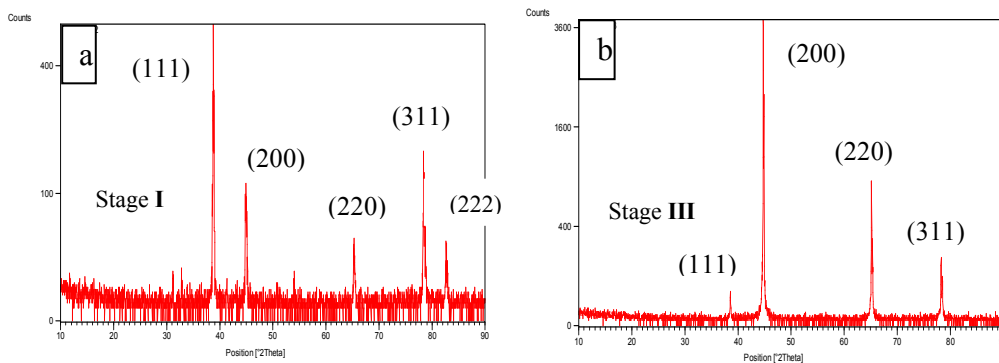 Counts
a
400
(111)
(311)
(200)
100
Stage I
(220)
(222)
0
10 20 30 40 50 60 70 80 90
Position [°2Theta]
Counts
b
3600
(200)
1600
(220)
400
Stage III
(311)
(111)
0
10 20 30 40 50 60 70 80
Position [°2Theta]